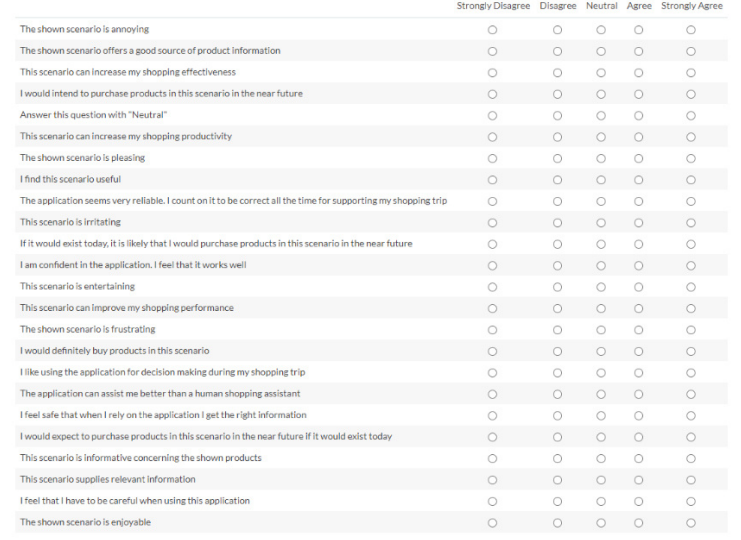 Strongly Disagree Disagree Neutral Agree Strongly Agree
The shown scenario is annoying
The shown scenario offers a good source of product information
This scenario can increase my shopping effectiveness
I would intend to purchase products in this scenario in the near future
Answer this question with "Neutral"
This scenario can increase my shopping productivity
The shown scenario is pleasing
I find this scenario useful
The application seems very reliable. I count on it to be correct all the time for supporting my shopping trip
This scenario is irritating
If it would exist today, it is likely that I would purchase products in this scenario in the near future
I am confident in the application. I feel that it works well
This scenario is entertaining
This scenario can improve my shopping performance
The shown scenario is frustrating
I would definitely buy products in this scenario
I like using the application for decision making during my shopping trip
The application can assist me better than a human shopping assistant
I feel safe that when I rely on the application I get the right information
I would expect to purchase products in this scenario in the near future if it would exist today
This scenario is informative concerning the shown products
This scenario supplies relevant information
I feel that I have to be careful when using this application
The shown scenario is enjoyable